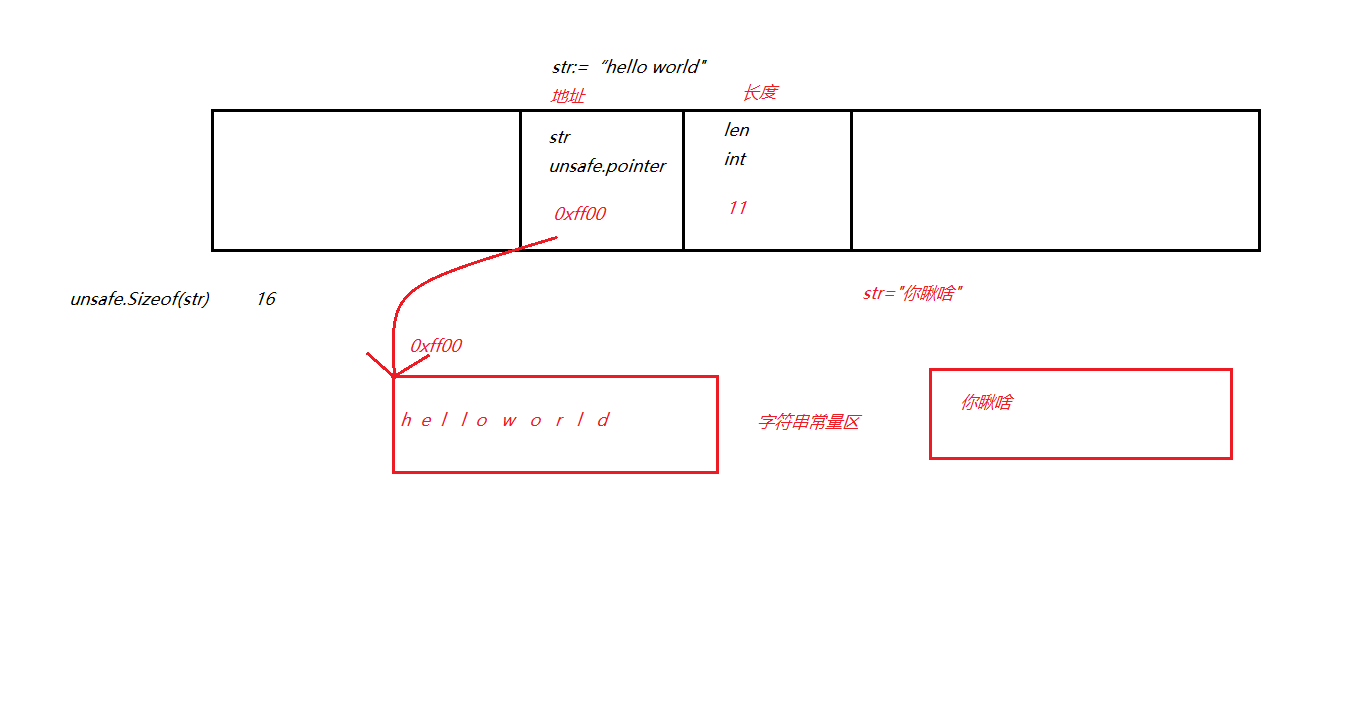 str:= “hello world"
地址
长度
str
unsafe.pointer
0xff00
len
int
11
unsafe.Sizeof(str) 16
str="你瞅啥"
0xff00
h e l l o w o r l d
字符串常量区
你瞅啥